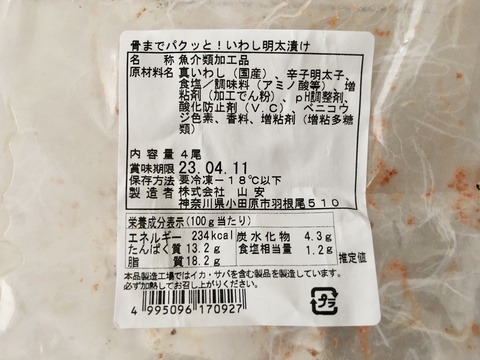 骨までパクッと！いわし明太漬け
名称 魚介類加工品
原材料名 真いわし（国産）、辛子明太子、
食塩／調味料（アミノ酸等）、増
粘剤（加工でん粉）、pH調整剤、
酸化防止剤（V.C）、ベニコウ
ジ色素、香料、増粘剤（増粘多糖
類）
内容量 4尾
賞味期限 23.04.11
保存方法 要冷凍－18℃以下
製造者 株式会社 山安
神奈川県小田原市羽根尾510
栄養成分表示(100g当たり)
エネルギー 234kcal 炭水化物 4.3g
たんぱく質 13.2g 食塩相当量 1.2g
脂質 18.2g 推定値
本品製造工場ではイカ・サバを含む製品を製造しています。
必ず加熱してお召し上がりください。
4 995096 170927
プラ